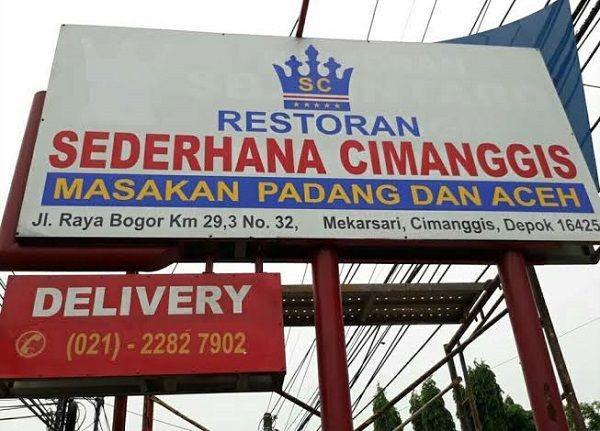 SC
RESTORAN
SEDERHANA CIMANGGIS
MASAKAN PADANG DAN ACEH
Jl. Raya Bogor Km 29,3 No. 32, Mekarsari, Cimanggis, Depok 16425
DELIVERY
(021) - 2282 7902